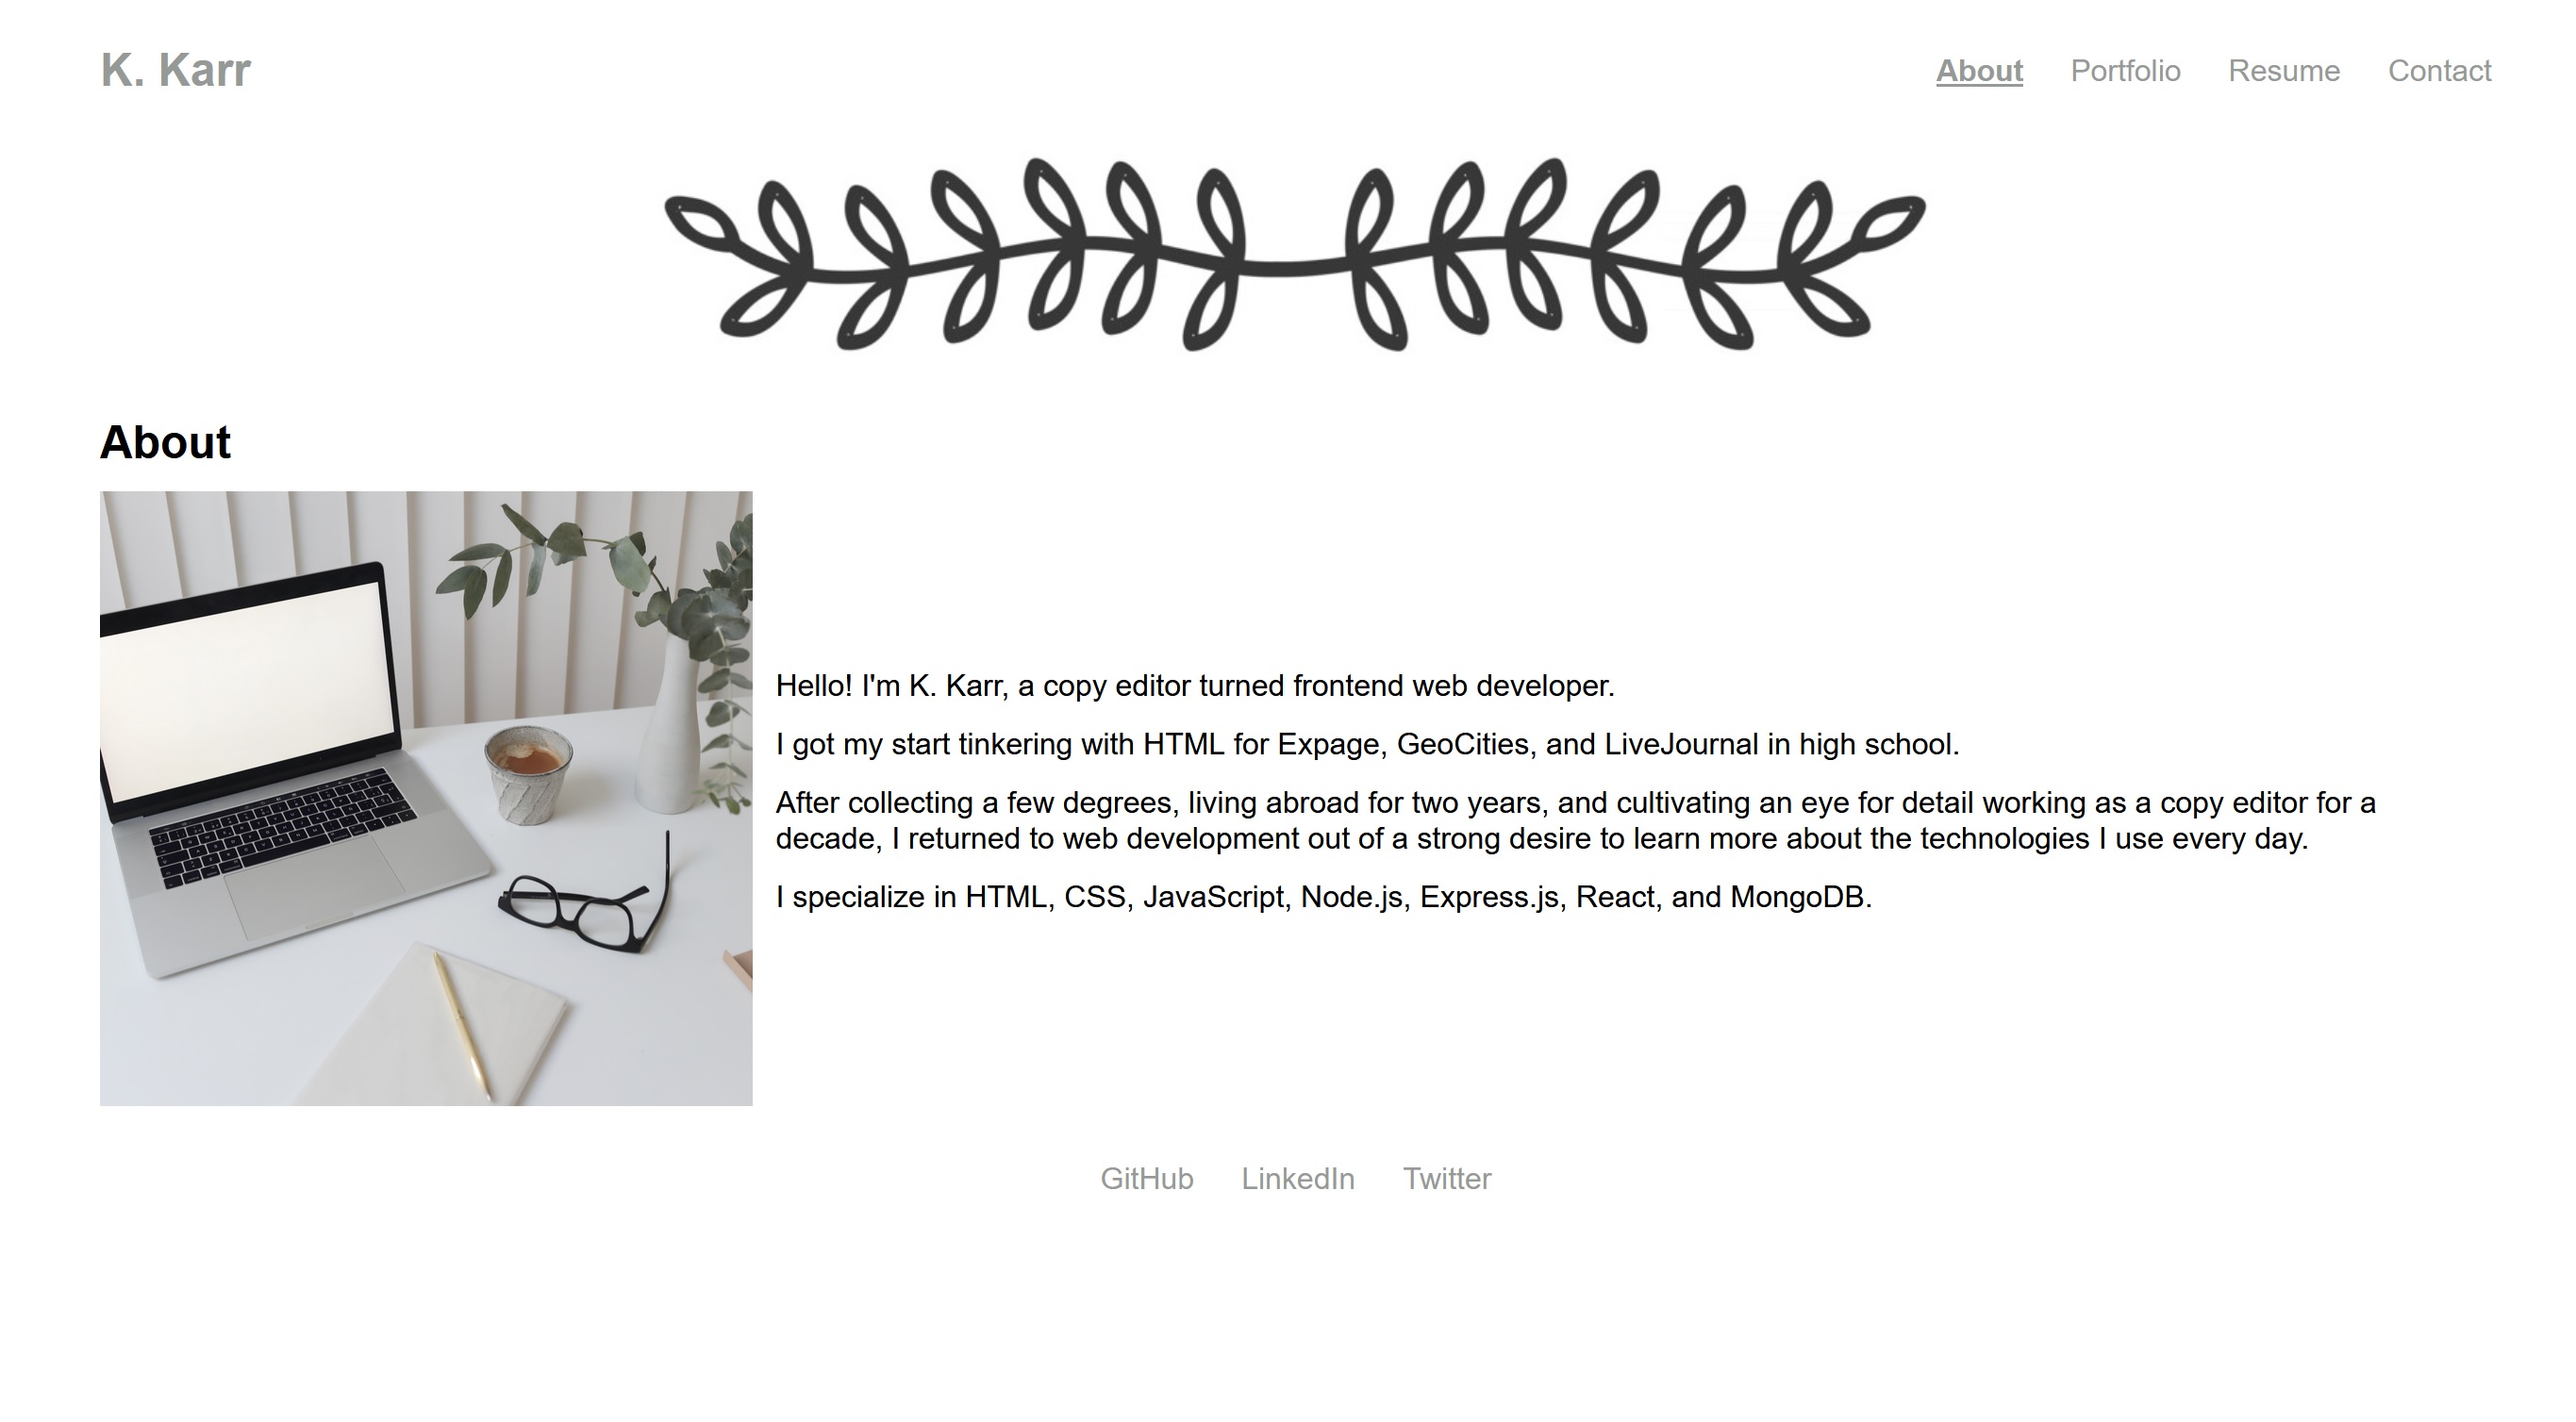 K. Karr
About Portfolio Resume Contact
About
Hello! I'm K. Karr, a copy editor turned frontend web developer.
I got my start tinkering with HTML for Expage, GeoCities, and LiveJournal in high school.
After collecting a few degrees, living abroad for two years, and cultivating an eye for detail working as a copy editor for a
decade, I returned to web development out of a strong desire to learn more about the technologies I use every day.
I specialize in HTML, CSS, JavaScript, Node.js, Express.js, React, and MongoDB.
GitHub LinkedIn Twitter